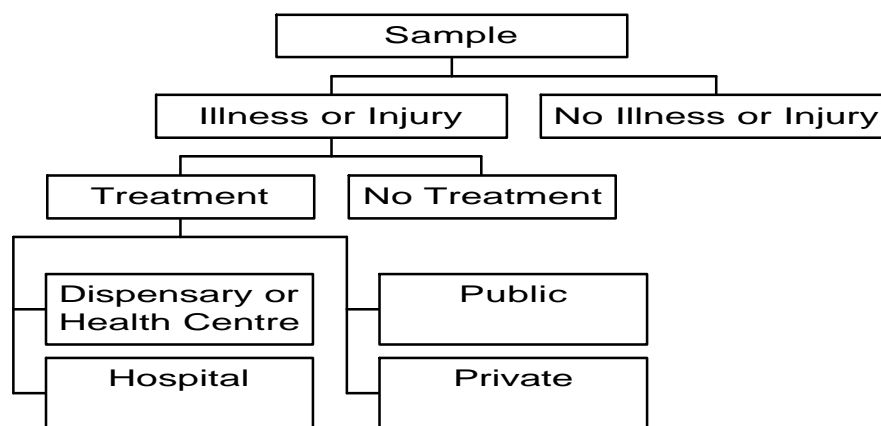 Sample
Illness or Injury
No Illness or Injury
Treatment
No Treatment
Dispensary or
Health Centre
Public
Hospital
Private